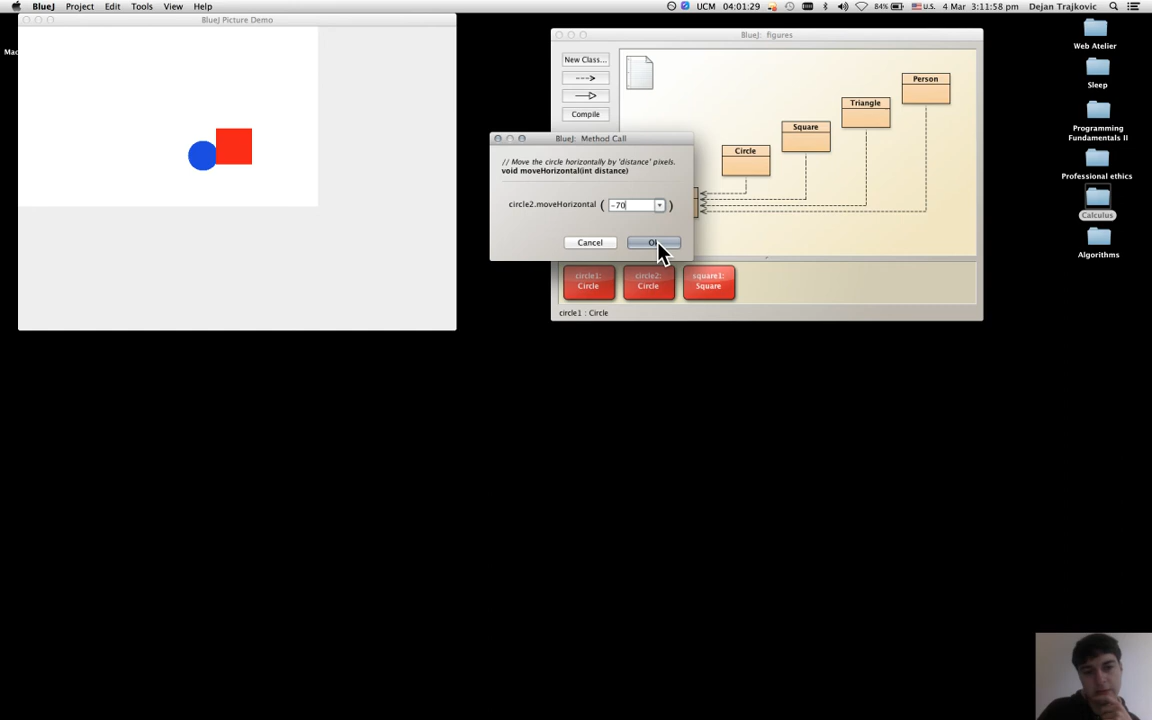 BlueJ Project Edit Tools View Help
UCM 04:01:29 84% U.S. 4 Mar 3:11:58 pm Dejan Trajkovic
BlueJ Picture Demo
Mac
BlueJ: figures
New Class...
Compile
Person
Triangle
Square
Circle
BlueJ: Method Call
// Move the circle horizontally by 'distance' pixels.
void moveHorizontal(int distance)
circle2.moveHorizontal ( -70 )
Cancel
circle1:
Circle
circle2:
Circle
square1:
Square
circle1 : Circle
Web Atelier
Sleep
Programming
Fundamentals II
Professional ethics
Calculus
Algorithms